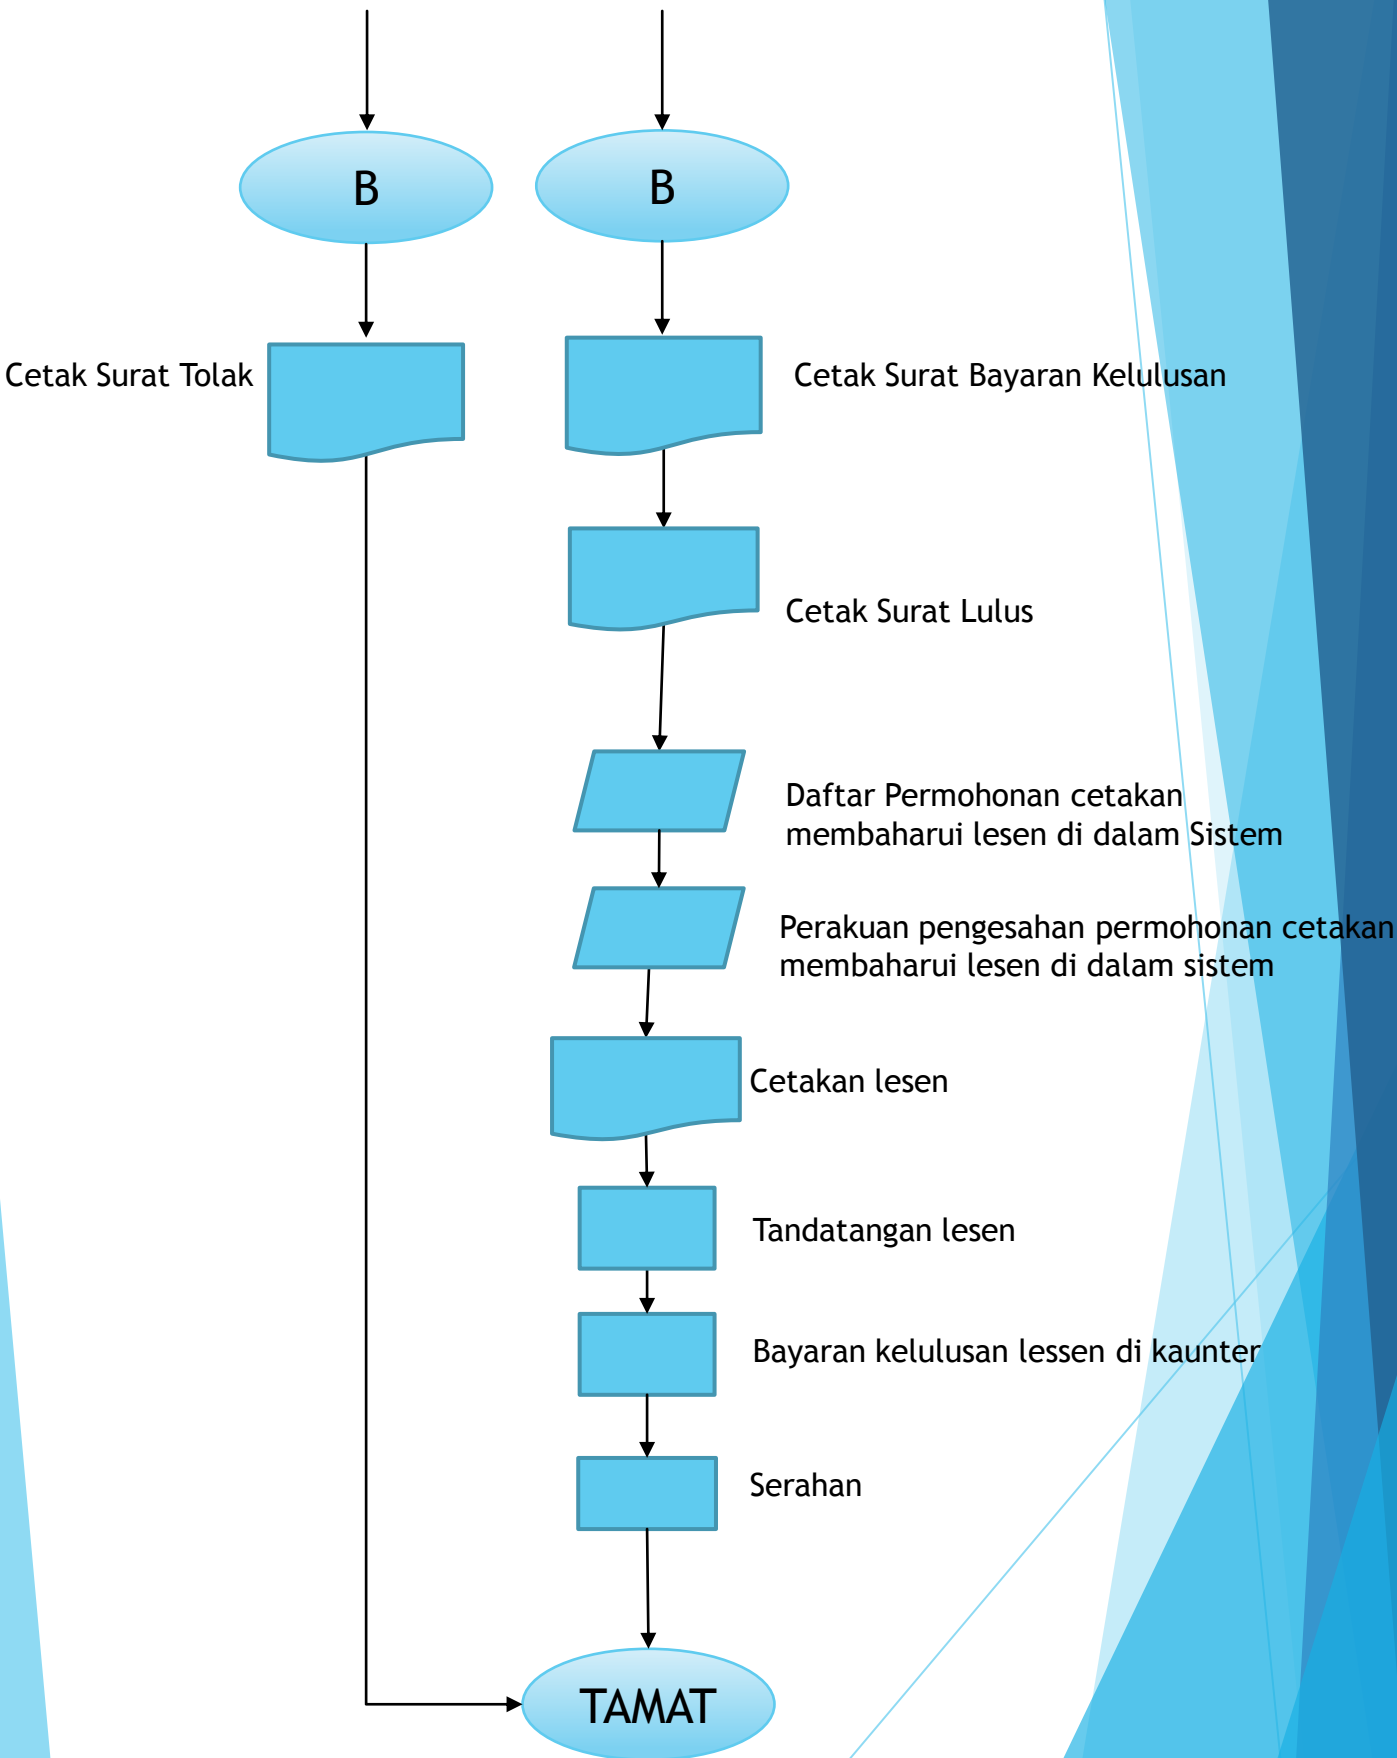 B
B
Cetak Surat Tolak
Cetak Surat Bayaran Kelulusan
Cetak Surat Lulus
Daftar Permohonan cetakan
membaharui lesen di dalam Sistem
Perakuan pengesahan permohonan cetakan
membaharui lesen di dalam sistem
Cetakan lesen
Tandatangan lesen
Bayaran kelulusan lessen di kaunter
Serahan
TAMAT